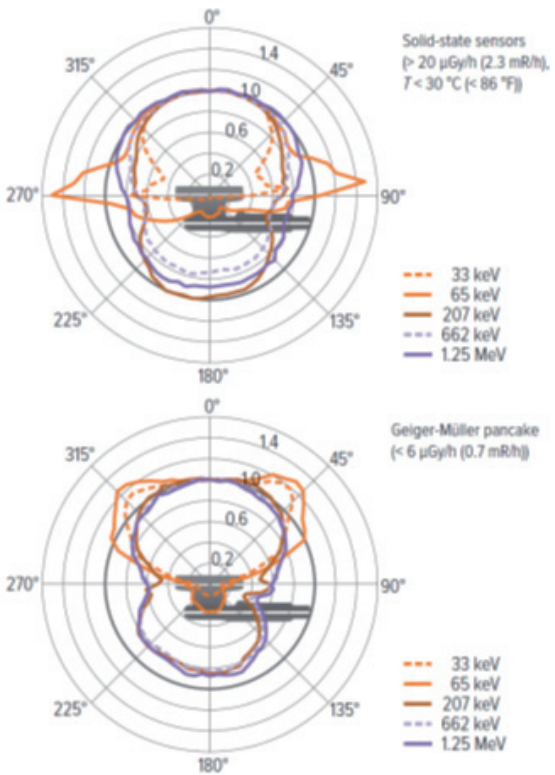 0°
315°
45°
1.4
1.0
0.6
0.2
270°
90°
225°
135°
180°
Solid-state sensors
(> 20 µGy/h (2.3 mR/h),
T < 30 °C (< 86 °F))
33 keV
65 keV
207 keV
662 keV
1.25 MeV
0°
315°
45°
1.4
1.0
0.6
0.2
270°
90°
225°
135°
180°
Geiger-Müller pancake
(< 6 µGy/h (0.7 mR/h))
33 keV
65 keV
207 keV
662 keV
1.25 MeV